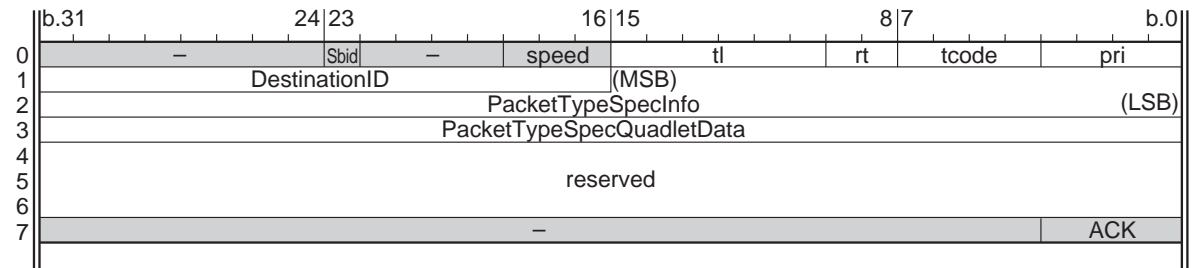 b.31 24 23 16 15 8 7 b.0
0 – Sbid – speed tl rt tcode pri
1 DestinationID (MSB)
2 PacketTypeSpecInfo (LSB)
3 PacketTypeSpecQuadletData
4
5 reserved
6
7 – ACK